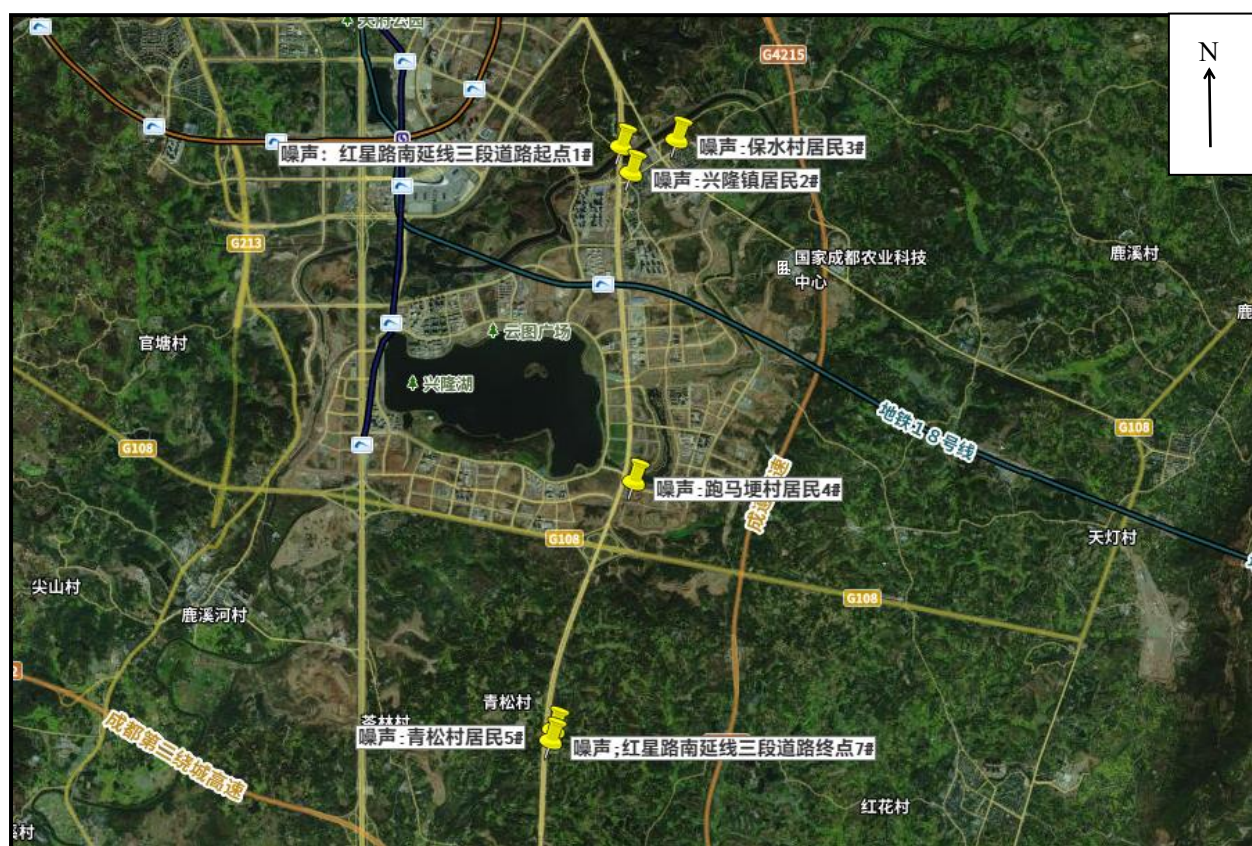 天府公园
N
G4215
噪声：红星路南延线三段道路起点1#
噪声:保水村居民3#
噪声:兴隆镇居民2#
G213
国家成都农业科技
中心
鹿溪村
鹿
官塘村
云图广场
兴隆湖
地铁18号线
G108
G108
噪声:跑马埂村居民4#
G108
天灯村
尖山村
鹿溪河村
G108
2
青松村
成都第三绕城高速
噪声:青松村居民5#
噪声;红星路南延线三段道路终点7#
红花村
村